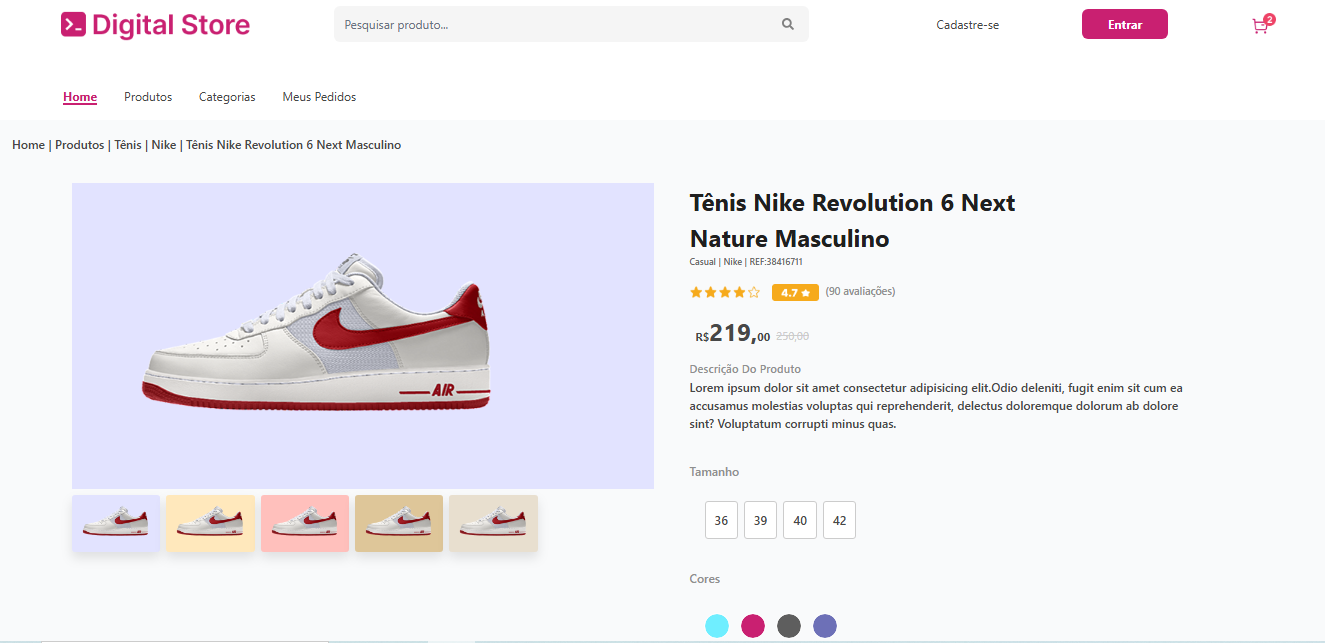 Digital Store
Pesquisar produto...
Cadastre-se
Entrar
2
Home Produtos Categorias Meus Pedidos
Home | Produtos | Tênis | Nike | Tênis Nike Revolution 6 Next Masculino
AIR
Tênis Nike Revolution 6 Next
Nature Masculino
Casual | Nike | REF:38416711
4.7 (90 avaliações)
R$219,00 250,00
Descrição Do Produto
Lorem ipsum dolor sit amet consectetur adipisicing elit.Odio deleniti, fugit enim sit cum ea
accusamus molestias voluptas qui reprehenderit, delectus doloremque dolorum ab dolore
sint? Voluptatum corrupti minus quas.
Tamanho
36 39 40 42
Cores